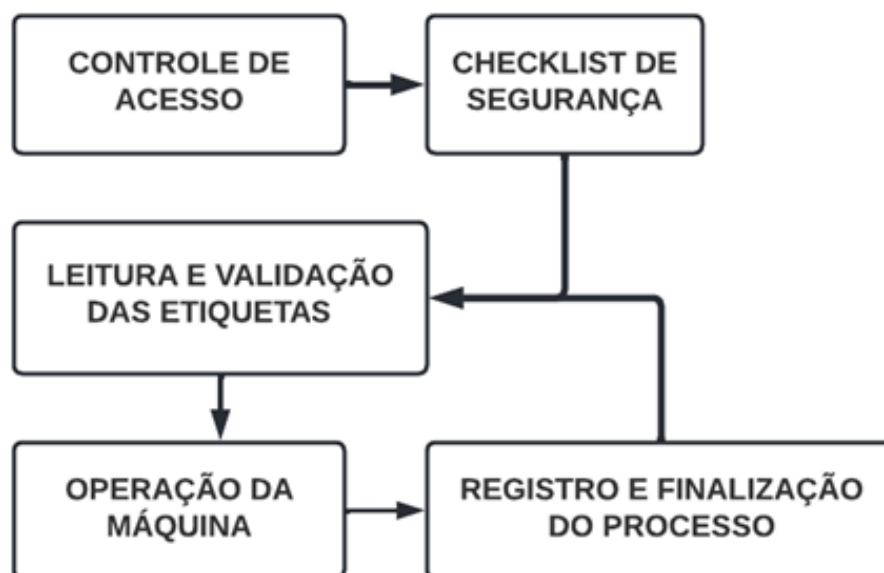 CONTROLE DE
ACESSO
CHECKLIST DE
SEGURANÇA
LEITURA E VALIDAÇÃO
DAS ETIQUETAS
OPERAÇÃO DA
MÁQUINA
REGISTRO E FINALIZAÇÃO
DO PROCESSO